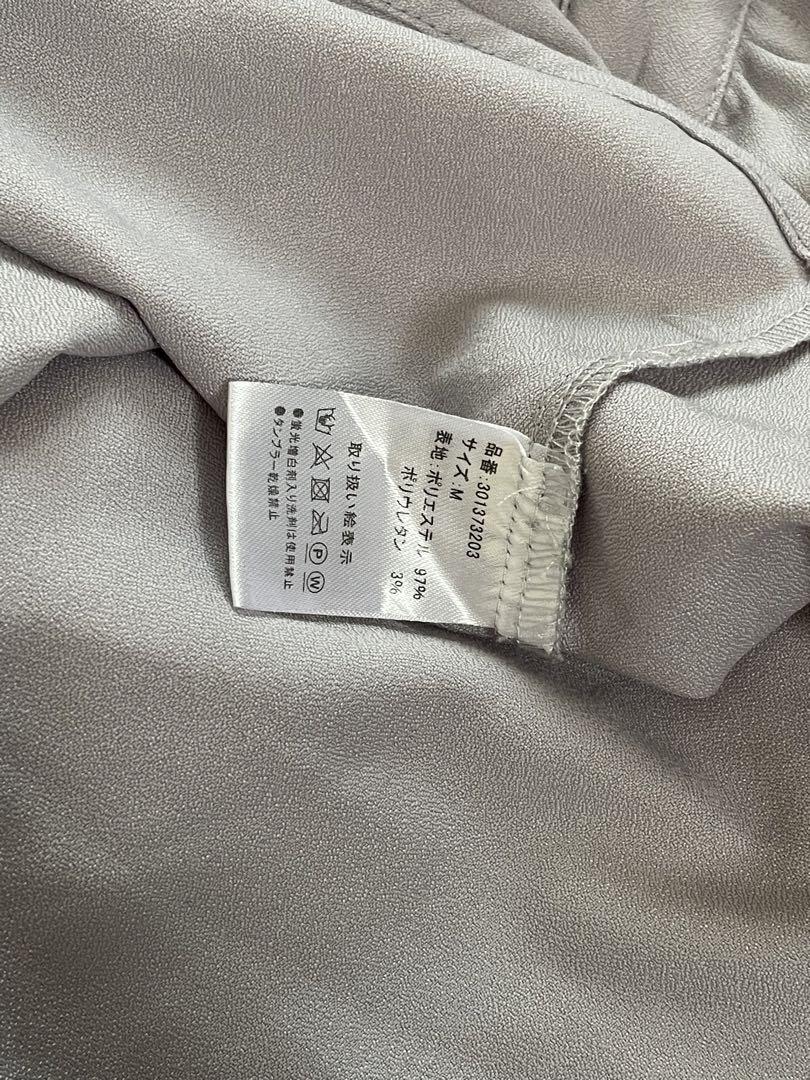 品番:301373203
サイズ:M
表地:ポリエステル 97%
ポリウレタン 3%
取り扱い絵表示
P W
●蛍光増白剤入り洗剤は使用禁止
●タンブラー乾燥禁止